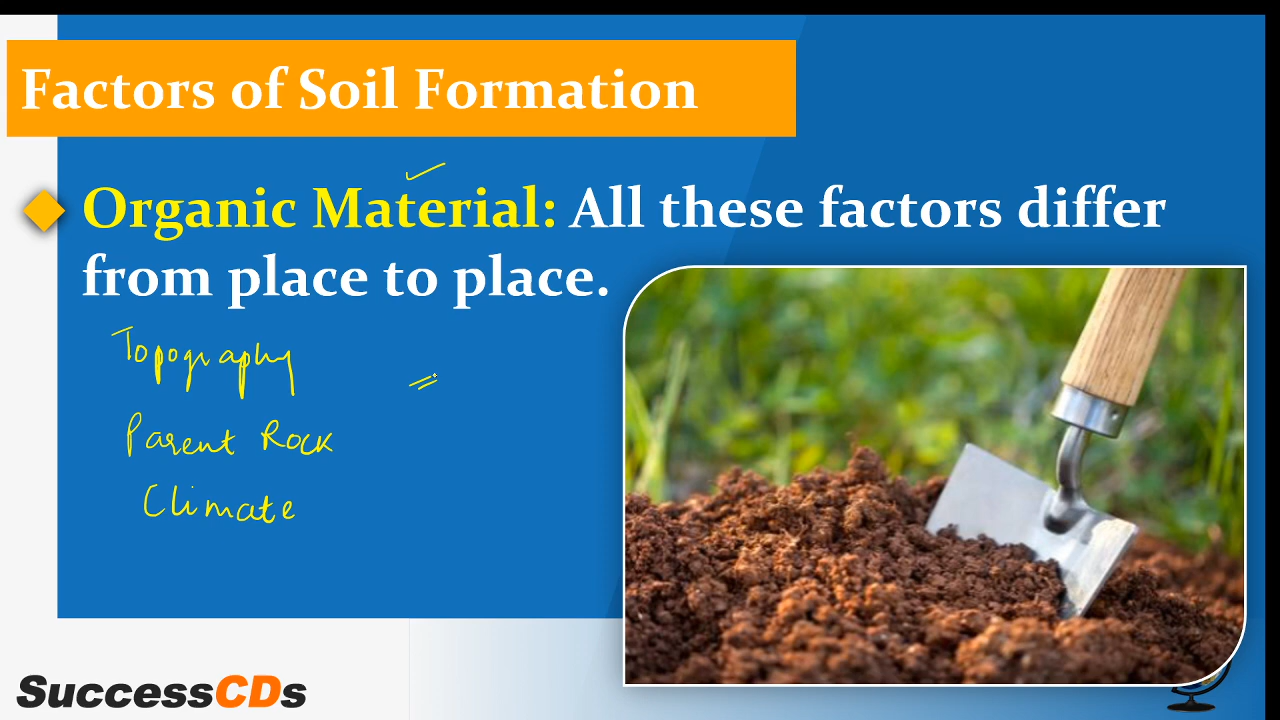 Factors of Soil Formation
Organic Material: All these factors differ
from place to place.
Topography
Parent Rock
Climate
SuccessCDs